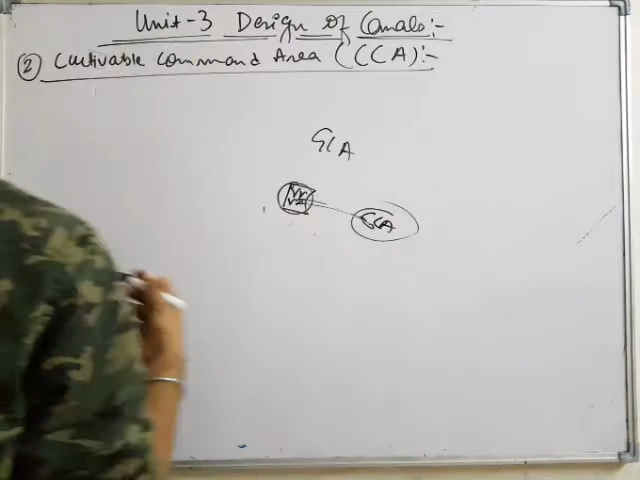 Unit-3 Design of Canals:-
② Cultivable Command Area (CCA):-
GCA
CCA